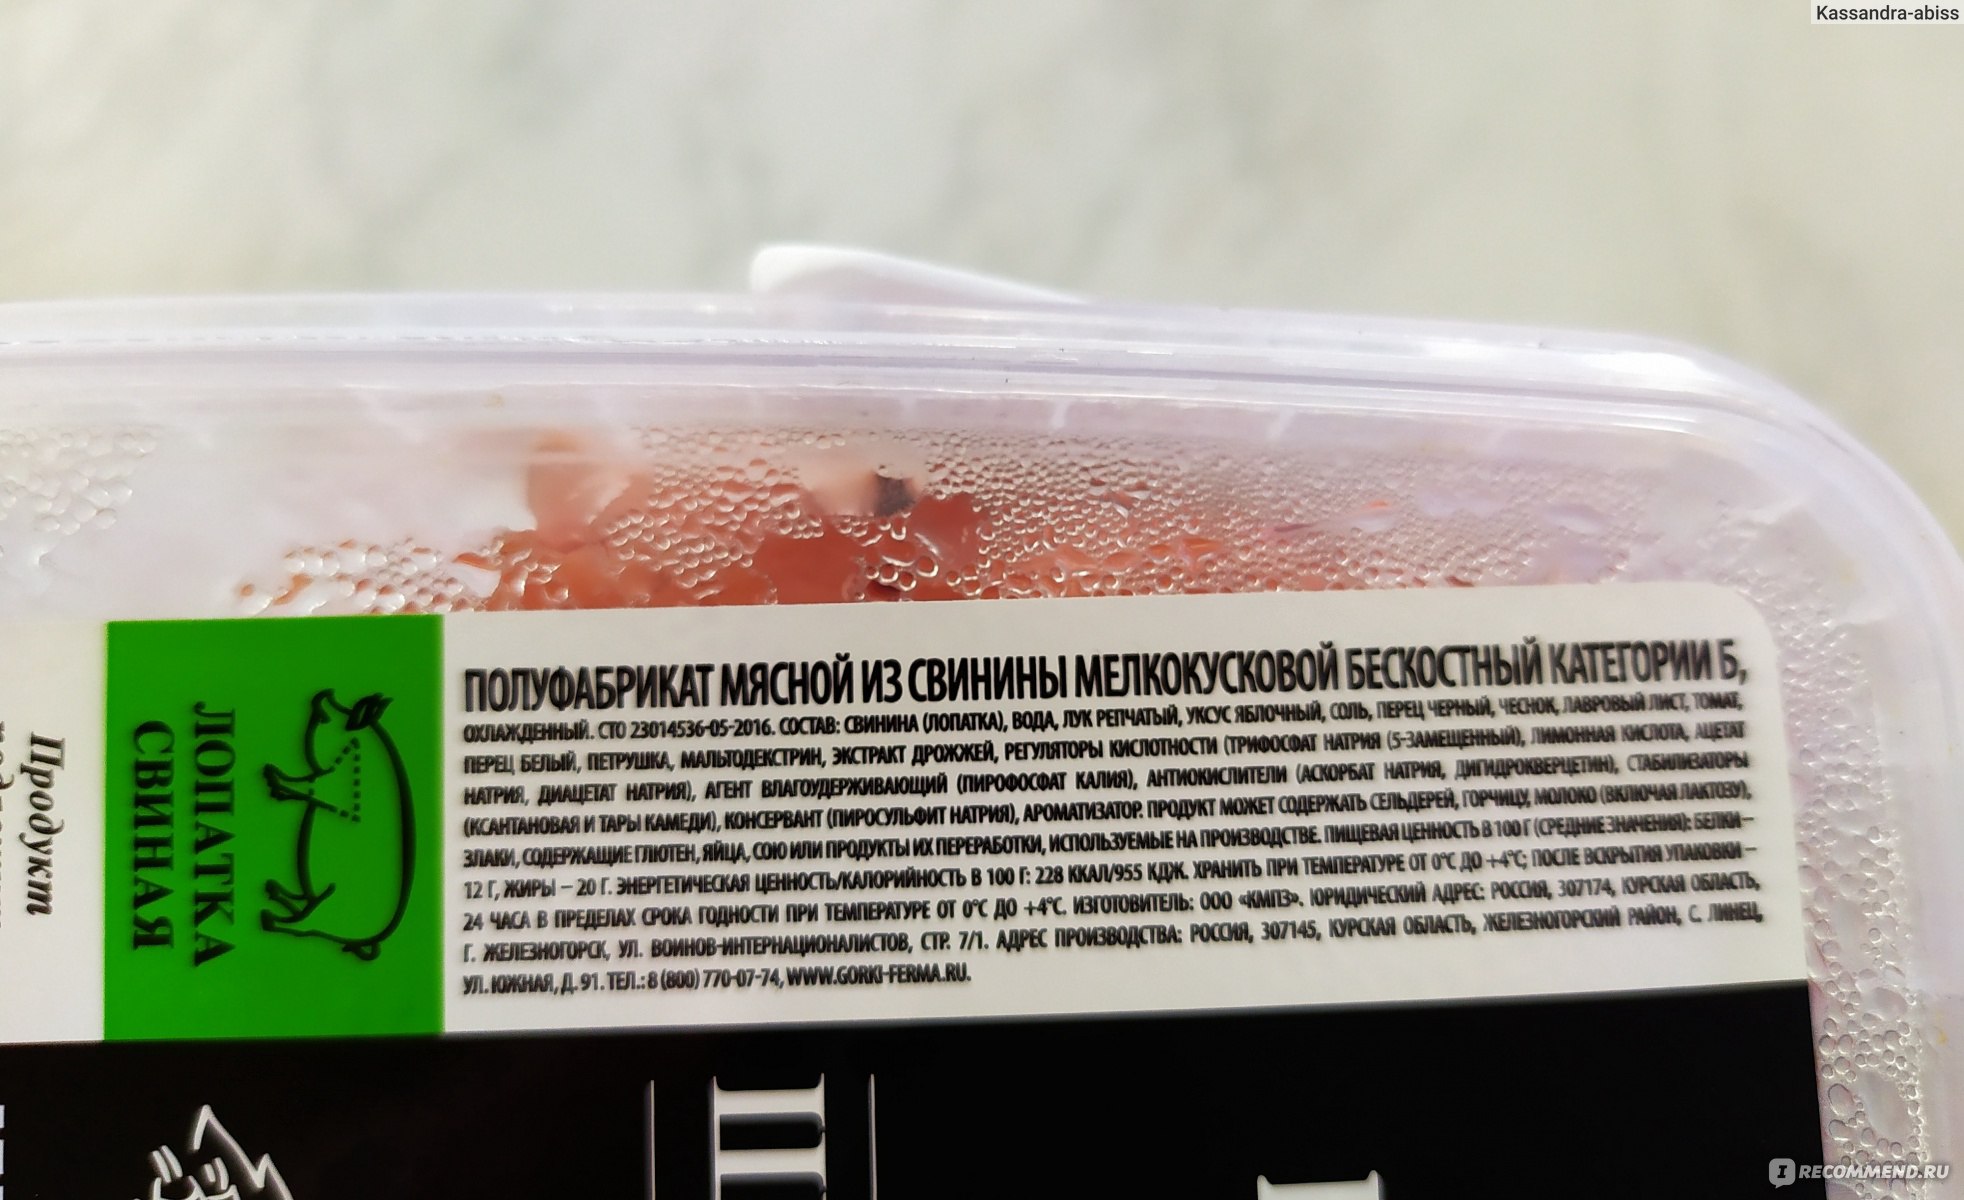 Kassandra-abiss
ПОЛУФАБРИКАТ МЯСНОЙ ИЗ СВИНИНЫ МЕЛКОКУСКОВОЙ БЕСКОСТНЫЙ КАТЕГОРИИ Б,
ОХЛАЖДЕННЫЙ. СТО 23014536-05-2016. СОСТАВ: СВИНИНА (ЛОПАТКА), ВОДА, ЛУК РЕПЧАТЫЙ, УКСУС ЯБЛОЧНЫЙ, СОЛЬ, ПЕРЕЦ ЧЕРНЫЙ, ЧЕСНОК, ЛАВРОВЫЙ ЛИСТ, ТОМАТ,
ПЕРЕЦ БЕЛЫЙ, ПЕТРУШКА, МАЛЬТОДЕКСТРИН, ЭКСТРАКТ ДРОЖЖЕЙ, РЕГУЛЯТОРЫ КИСЛОТНОСТИ (ТРИФОСФАТ НАТРИЯ (5-ЗАМЕЩЕННЫЙ), ЛИМОННАЯ КИСЛОТА, АЦЕТАТ
НАТРИЯ, ДИАЦЕТАТ НАТРИЯ), АГЕНТ ВЛАГОУДЕРЖИВАЮЩИЙ (ПИРОФОСФАТ КАЛИЯ), АНТИОКИСЛИТЕЛИ (АСКОРБАТ НАТРИЯ, ДИГИДРОКВЕРЦЕТИН), СТАБИЛИЗАТОРЫ
(КСАНТАНОВАЯ И ТАРЫ КАМЕДИ), КОНСЕРВАНТ (ПИРОСУЛЬФИТ НАТРИЯ), АРОМАТИЗАТОР. ПРОДУКТ МОЖЕТ СОДЕРЖАТЬ СЕЛЬДЕРЕЙ, ГОРЧИЦУ, МОЛОКО (ВКЛЮЧАЯ ЛАКТОЗУ),
ЗЛАКИ, СОДЕРЖАЩИЕ ГЛЮТЕН, ЯЙЦА, СОЮ ИЛИ ПРОДУКТЫ ИХ ПЕРЕРАБОТКИ, ИСПОЛЬЗУЕМЫЕ НА ПРОИЗВОДСТВЕ. ПИЩЕВАЯ ЦЕННОСТЬ В 100 Г (СРЕДНИЕ ЗНАЧЕНИЯ): БЕЛКИ –
12 Г, ЖИРЫ – 20 Г. ЭНЕРГЕТИЧЕСКАЯ ЦЕННОСТЬ/КАЛОРИЙНОСТЬ В 100 Г: 228 ККАЛ/955 КДЖ. ХРАНИТЬ ПРИ ТЕМПЕРАТУРЕ ОТ 0°C ДО +4°C; ПОСЛЕ ВСКРЫТИЯ УПАКОВКИ –
24 ЧАСА В ПРЕДЕЛАХ СРОКА ГОДНОСТИ ПРИ ТЕМПЕРАТУРЕ ОТ 0°C ДО +4°C. ИЗГОТОВИТЕЛЬ: ООО «КМПЗ». ЮРИДИЧЕСКИЙ АДРЕС: РОССИЯ, 307174, КУРСКАЯ ОБЛАСТЬ,
Г. ЖЕЛЕЗНОГОРСК, УЛ. ВОИНОВ-ИНТЕРНАЦИОНАЛИСТОВ, СТР. 7/1. АДРЕС ПРОИЗВОДСТВА: РОССИЯ, 307145, КУРСКАЯ ОБЛАСТЬ, ЖЕЛЕЗНОГОРСКИЙ РАЙОН, С. ЛИНЕЦ,
УЛ. ЮЖНАЯ, Д. 91. ТЕЛ.: 8 (800) 770-07-74, WWW.GORKI-FERMA.RU.
ЛОПАТКА
СВИНАЯ
Продукт
IRECOMMEND.RU